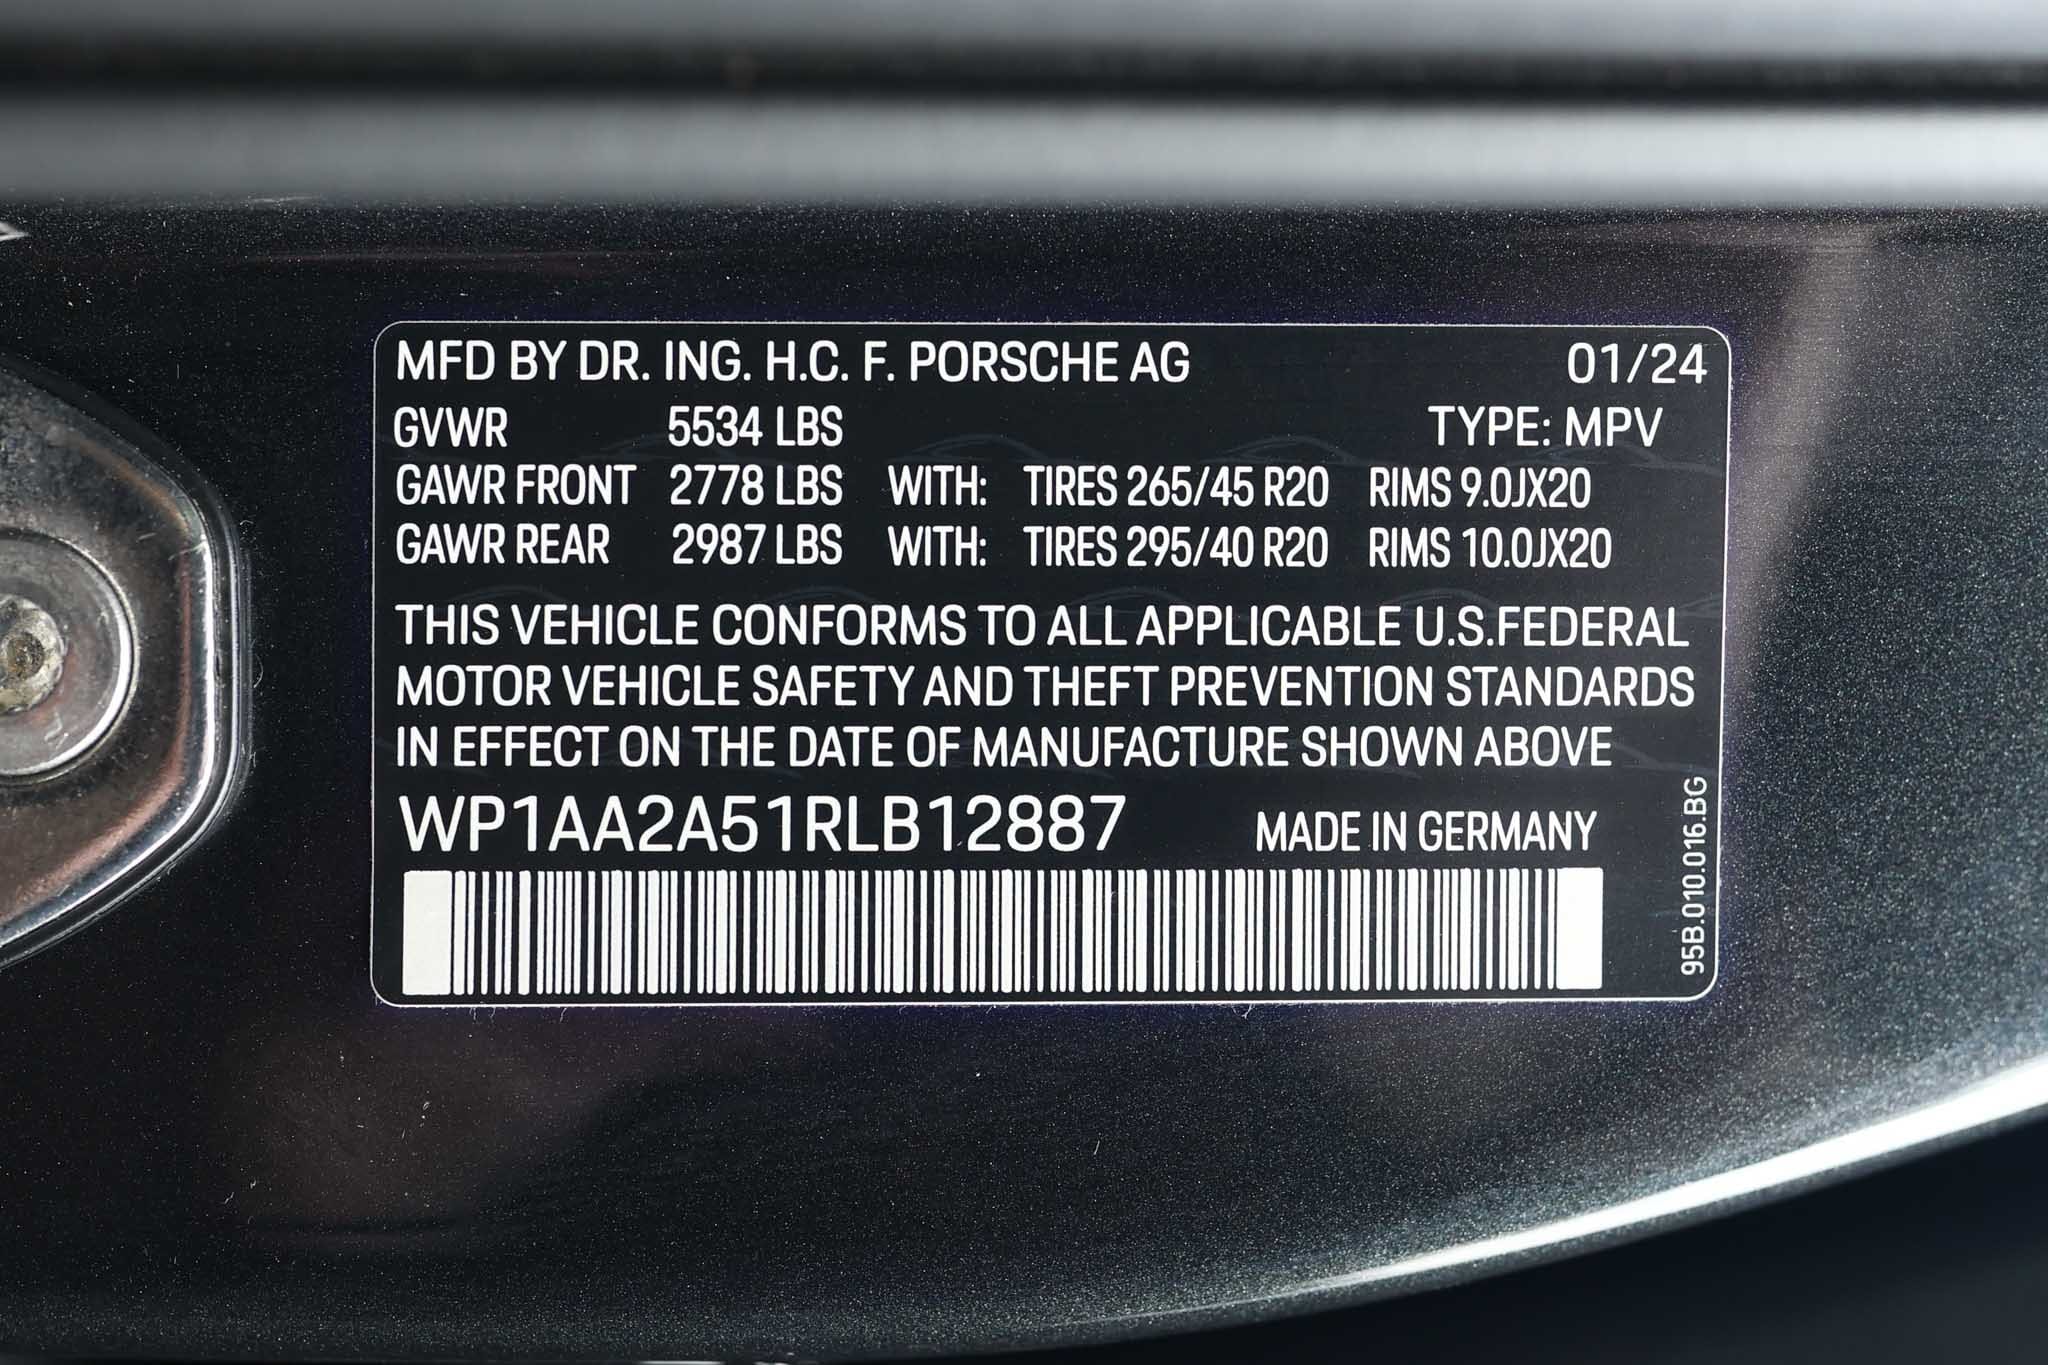 MFD BY DR. ING. H.C. F. PORSCHE AG 01/24
GVWR 5534 LBS TYPE: MPV
GAWR FRONT 2778 LBS WITH: TIRES 265/45 R20 RIMS 9.0JX20
GAWR REAR 2987 LBS WITH: TIRES 295/40 R20 RIMS 10.0JX20
THIS VEHICLE CONFORMS TO ALL APPLICABLE U.S.FEDERAL
MOTOR VEHICLE SAFETY AND THEFT PREVENTION STANDARDS
IN EFFECT ON THE DATE OF MANUFACTURE SHOWN ABOVE
WP1AA2A51RLB12887 MADE IN GERMANY
95B.010.016.BG